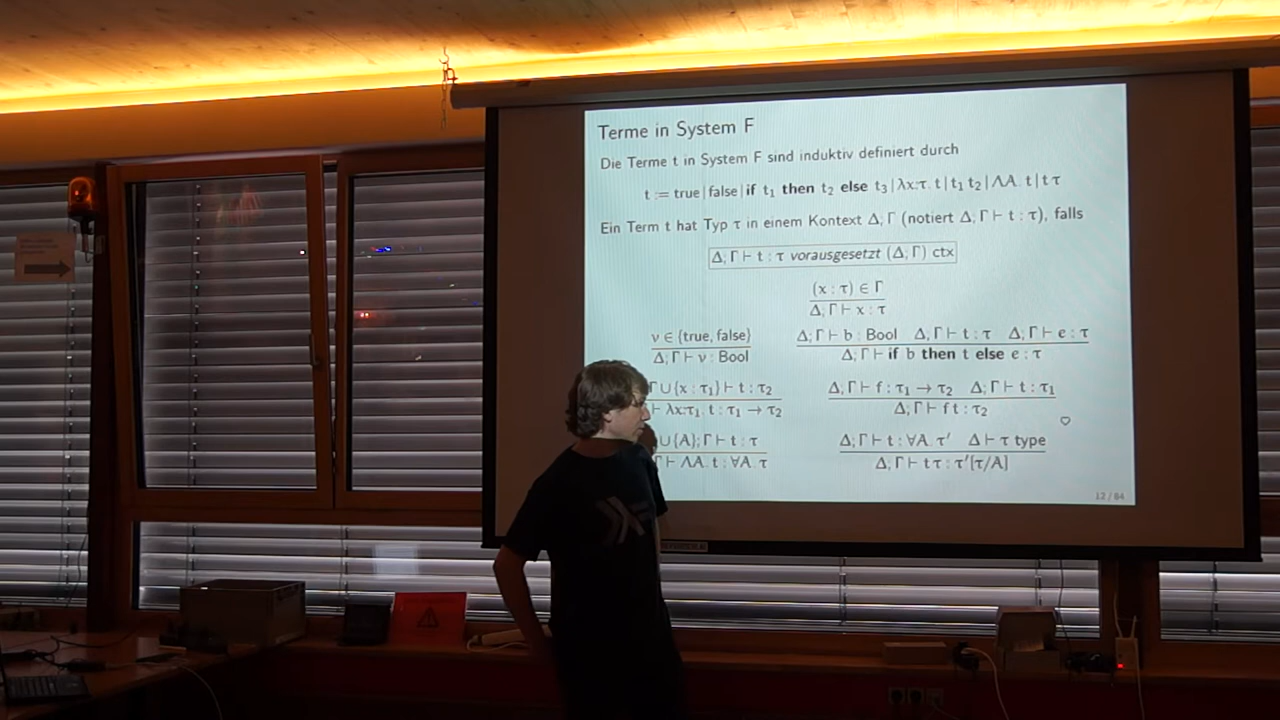 Terme in System F
Die Terme t in System F sind induktiv definiert durch
t := true | false | if t₁ then t₂ else t₃ | λx:τ. t | t₁ t₂ | ΛA. t | t τ
Ein Term t hat Typ τ in einem Kontext Δ; Γ (notiert Δ; Γ ⊢ t : τ), falls
Δ; Γ ⊢ t : τ vorausgesetzt (Δ; Γ) ctx
(x : τ) ∈ Γ
Δ; Γ ⊢ x : τ
v ∈ {true, false}
Δ; Γ ⊢ v : Bool
Δ; Γ ⊢ b : Bool Δ; Γ ⊢ t : τ Δ; Γ ⊢ e : τ
Δ; Γ ⊢ if b then t else e : τ
Γ ∪ {x : τ₁} ⊢ t : τ₂
⊢ λx:τ₁. t : τ₁ → τ₂
Δ; Γ ⊢ f : τ₁ → τ₂ Δ; Γ ⊢ t : τ₁
Δ; Γ ⊢ f t : τ₂
∪ {A}; Γ ⊢ t : τ
Γ ⊢ ΛA. t : ∀A. τ
Δ; Γ ⊢ t : ∀A. τ′ Δ ⊢ τ type
Δ; Γ ⊢ t τ : τ′[τ/A]
12 / 84